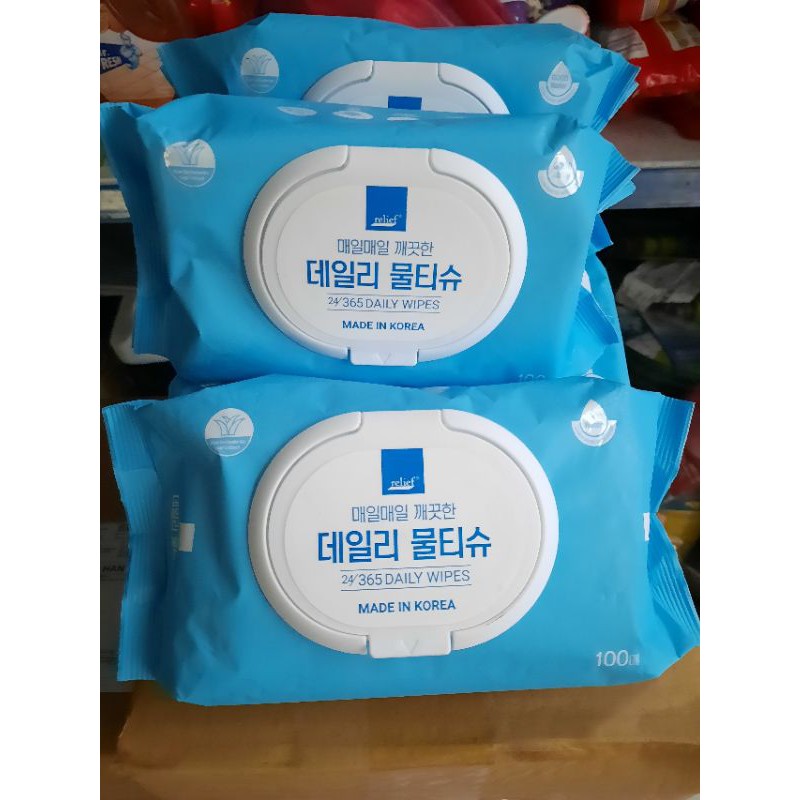 relief
매일매일 깨끗한
데일리 물티슈
24/365 DAILY WIPES
MADE IN KOREA
relief
매일매일 깨끗한
데일리 물티슈
24/365 DAILY WIPES
MADE IN KOREA
100매